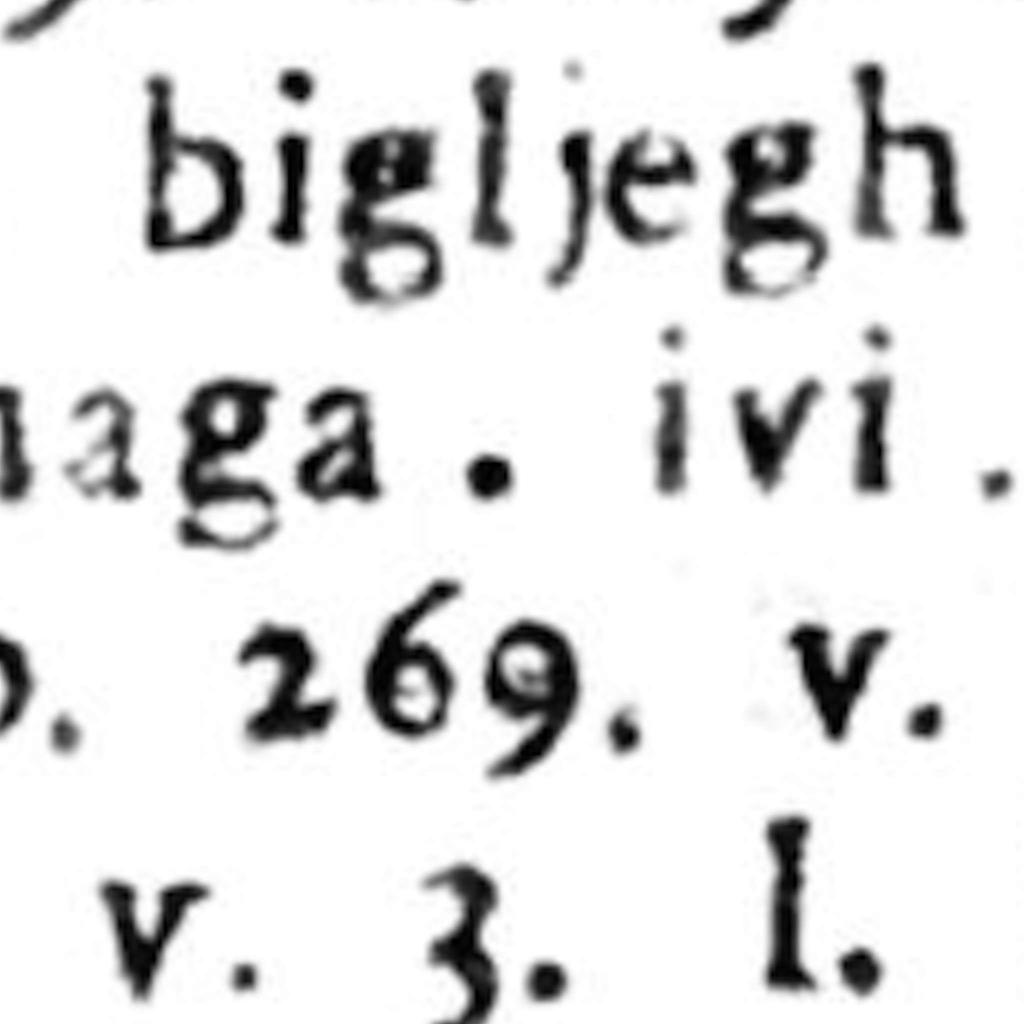 bigljegh
aga . ivi .
. 269. v.
v. 3. l.